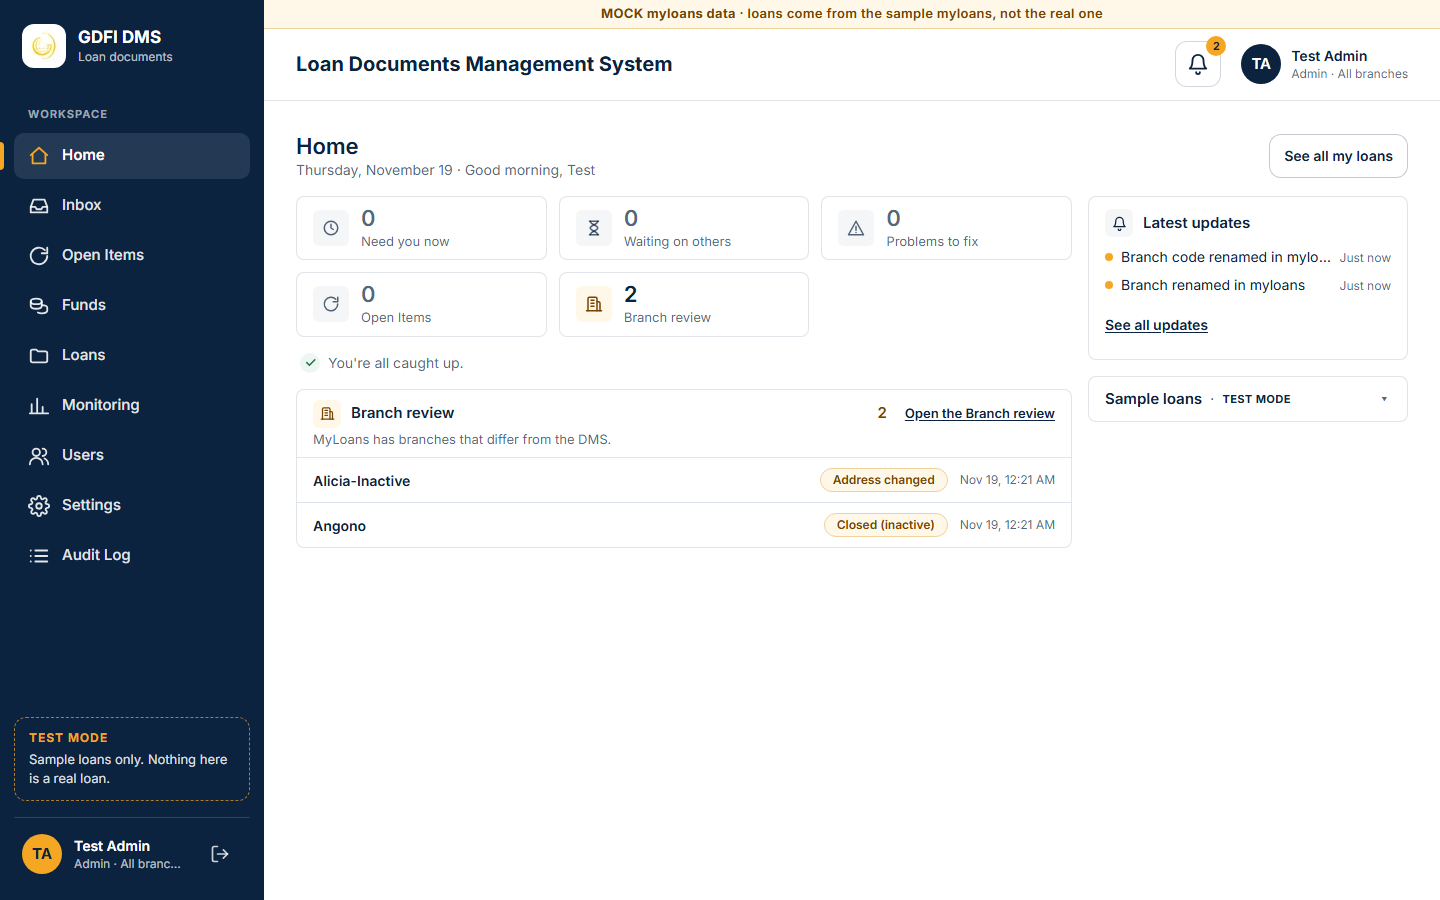 MOCK myloans data · loans come from the sample myloans, not the real one
GDFI DMS
Loan documents
WORKSPACE
Home
Inbox
Open Items
Funds
Loans
Monitoring
Users
Settings
Audit Log
TEST MODE
Sample loans only. Nothing here
is a real loan.
TA
Test Admin
Admin · All branc...
Loan Documents Management System
2
TA
Test Admin
Admin · All branches
Home
Thursday, November 19 · Good morning, Test
See all my loans
0
Need you now
0
Waiting on others
0
Problems to fix
0
Open Items
2
Branch review
You're all caught up.
Branch review
2
Open the Branch review
MyLoans has branches that differ from the DMS.
Alicia-Inactive
Address changed
Nov 19, 12:21 AM
Angono
Closed (inactive)
Nov 19, 12:21 AM
Latest updates
Branch code renamed in mylo...
Just now
Branch renamed in myloans
Just now
See all updates
Sample loans · TEST MODE